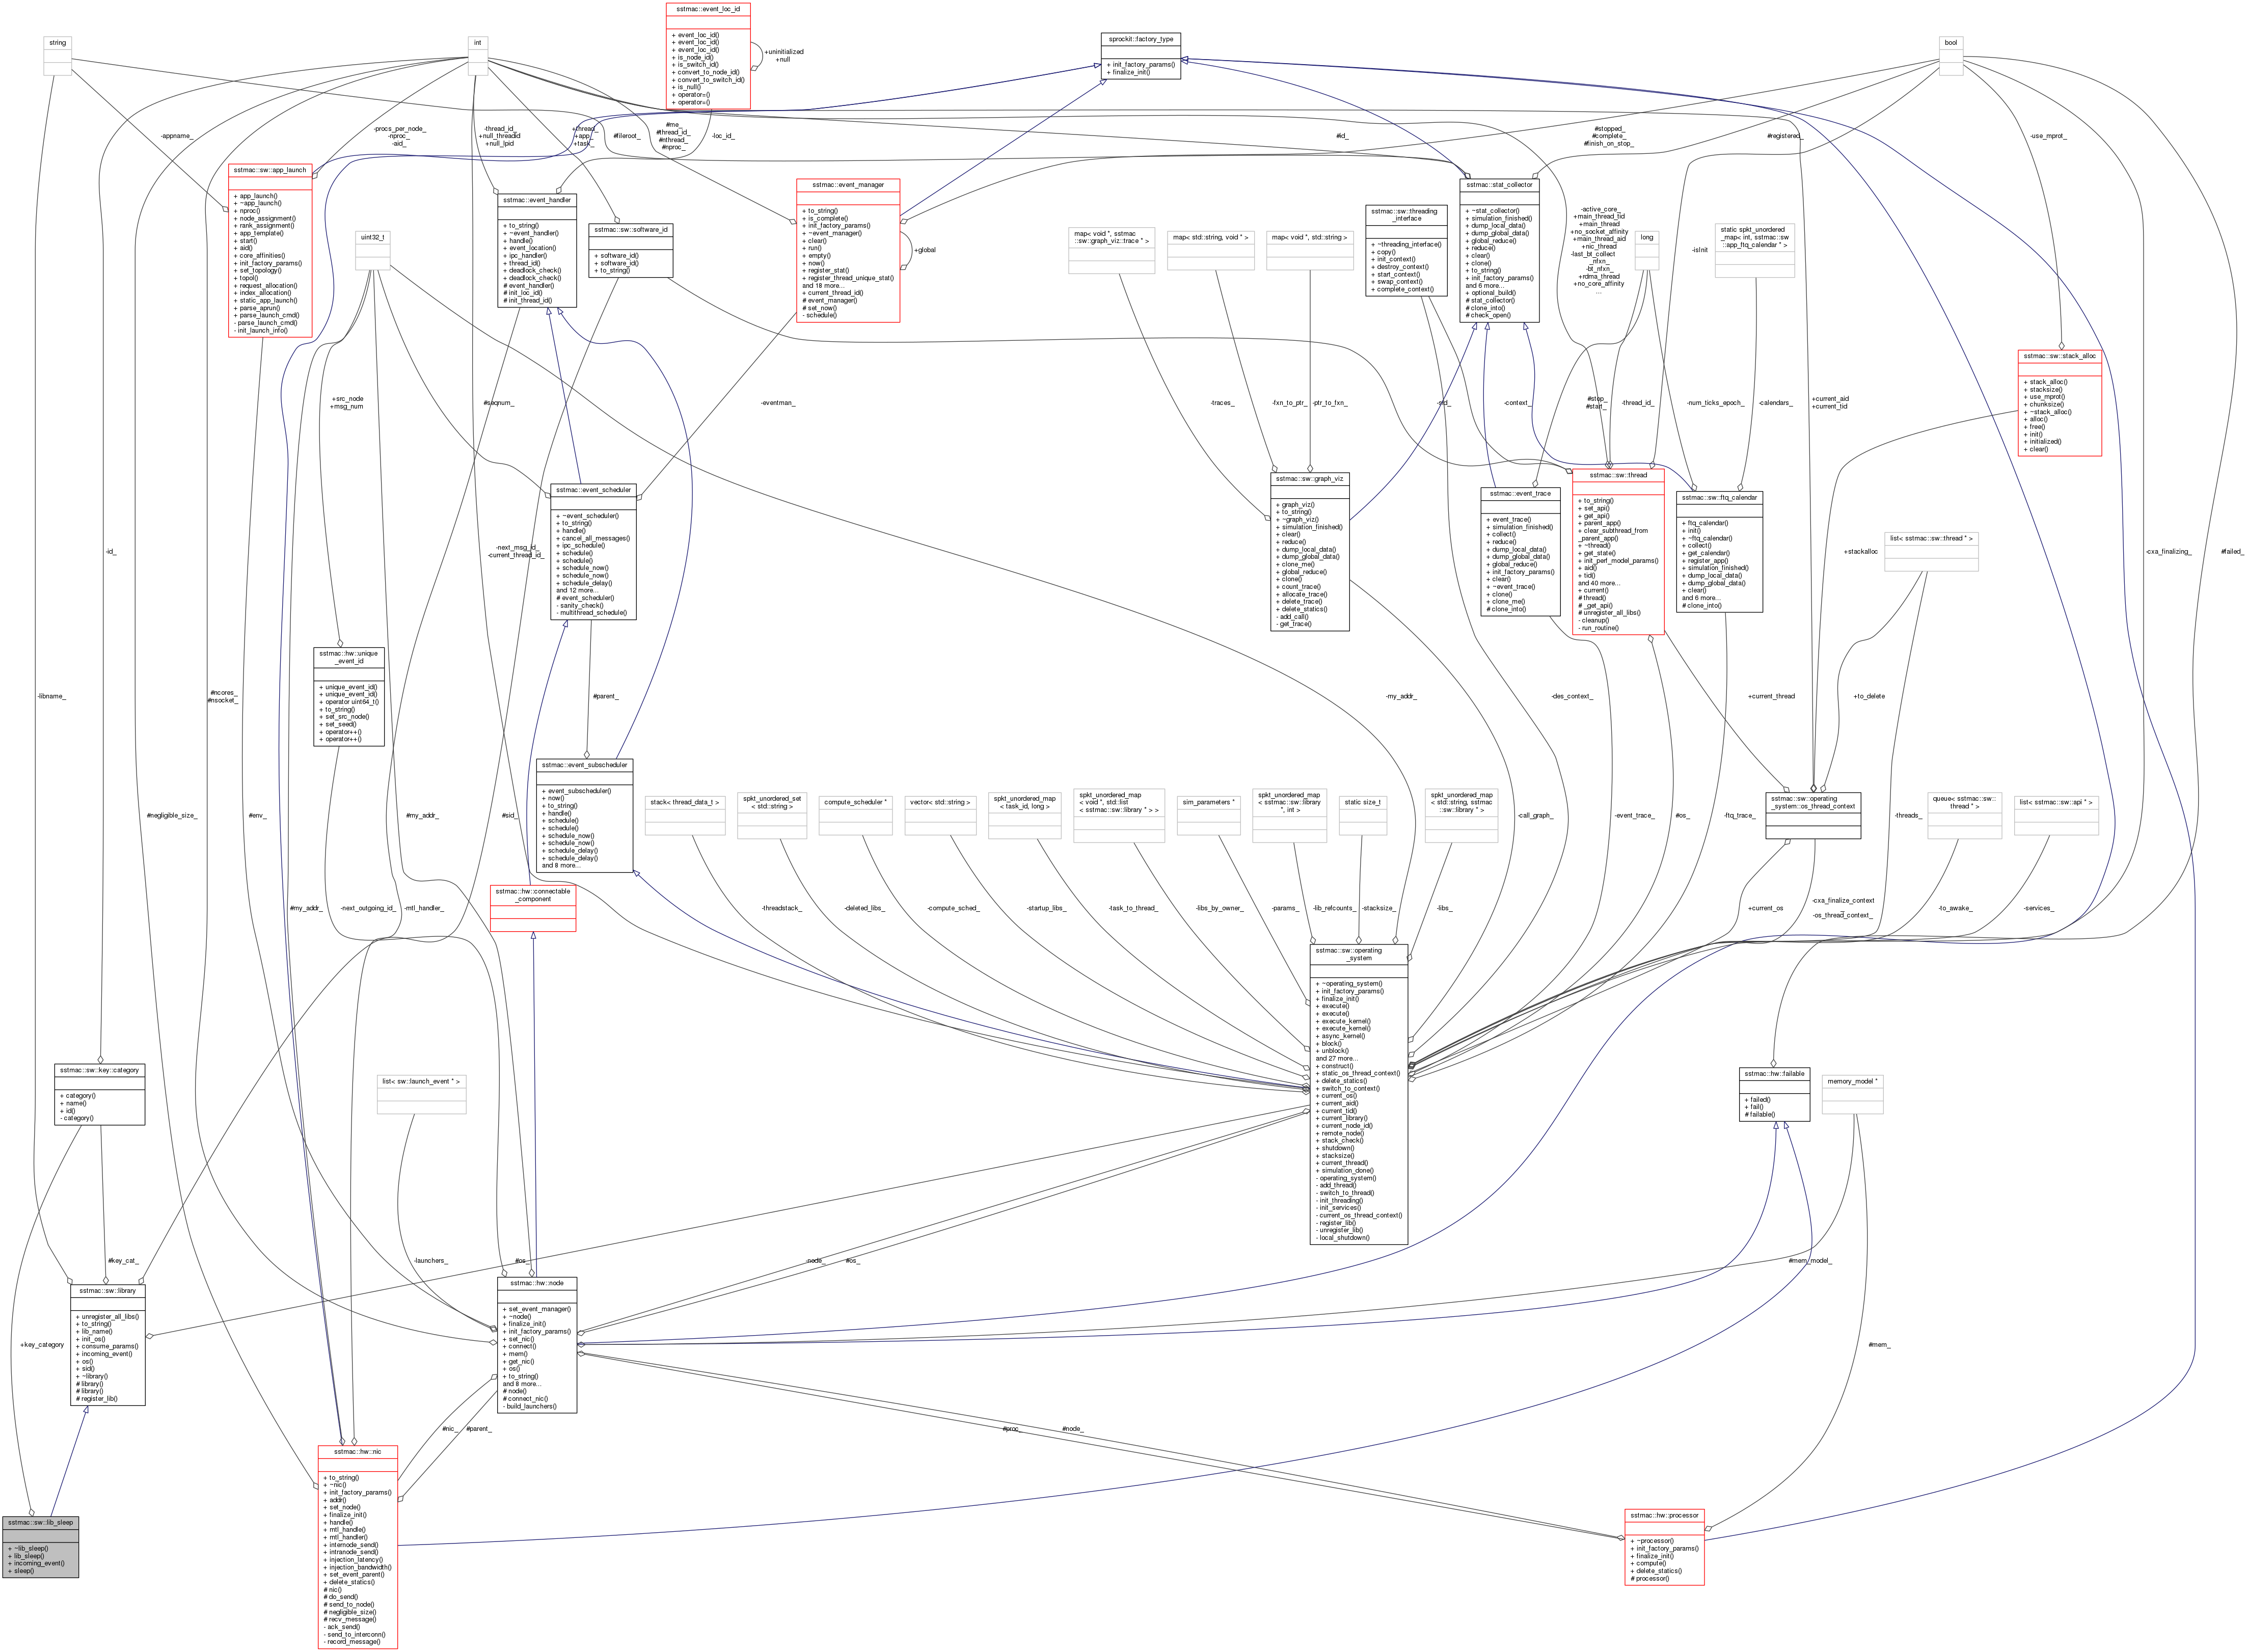 sstmac::event_loc_id
+ event_loc_id()
+ event_loc_id()
+ event_loc_id()
+ is_node_id()
+ is_switch_id()
+ convert_to_node_id()
+ convert_to_switch_id()
+ is_null()
+ operator=()
+ operator=()
+uninitialized
+null
string
int
sprockit::factory_type
+ init_factory_params()
+ finalize_init()
bool
-appname_
-procs_per_node_
-nproc_
-aid_
-thread_id_
+null_threadid
+null_lpid
+thread_
+app_
+task_
#fileroot_
#me_
#thread_id_
#nthread_
#nproc_
-loc_id_
#id_
#stopped_
#complete_
#finish_on_stop_
#registered_
-use_mprot_
sstmac::sw::app_launch
+ app_launch()
+ ~app_launch()
+ nproc()
+ node_assignment()
+ rank_assignment()
+ app_template()
+ start()
+ aid()
+ core_affinities()
+ init_factory_params()
+ set_topology()
+ topol()
+ request_allocation()
+ index_allocation()
+ static_app_launch()
+ parse_aprun()
+ parse_launch_cmd()
- parse_launch_cmd()
- init_launch_info()
sstmac::event_handler
+ to_string()
+ ~event_handler()
+ handle()
+ event_location()
+ ipc_handler()
+ thread_id()
+ deadlock_check()
+ deadlock_check()
# event_handler()
# init_loc_id()
# init_thread_id()
sstmac::sw::software_id
+ software_id()
+ software_id()
+ to_string()
sstmac::event_manager
+ to_string()
+ is_complete()
+ init_factory_params()
+ ~event_manager()
+ clear()
+ run()
+ empty()
+ now()
+ register_stat()
+ register_thread_unique_stat()
and 18 more...
+ current_thread_id()
# event_manager()
# set_now()
- schedule()
+global
sstmac::stat_collector
+ ~stat_collector()
+ simulation_finished()
+ dump_local_data()
+ dump_global_data()
+ global_reduce()
+ reduce()
+ clear()
+ clone()
+ to_string()
+ init_factory_params()
and 6 more...
+ optional_build()
# stat_collector()
# clone_into()
# check_open()
sstmac::sw::threading
_interface
+ ~threading_interface()
+ copy()
+ init_context()
+ destroy_context()
+ start_context()
+ swap_context()
+ complete_context()
uint32_t
map< void *, sstmac
::sw::graph_viz::trace * >
map< std::string, void * >
map< void *, std::string >
-active_core_
+main_thread_tid
+main_thread
+no_socket_affinity
+main_thread_aid
+nic_thread
-last_bt_collect
_nfxn_
-bt_nfxn_
+rdma_thread
+no_core_affinity
...
long
-isInit
static spkt_unordered
_map< int, sstmac::sw
::app_ftq_calendar * >
sstmac::sw::stack_alloc
+ stack_alloc()
+ stacksize()
+ use_mprot()
+ chunksize()
+ ~stack_alloc()
+ alloc()
+ free()
+ init()
+ initialized()
+ clear()
+src_node
+msg_num
#seqnum_
-eventman_
-traces_
-fxn_to_ptr_
-ptr_to_fxn_
-context_
#stop_
#start_
-thread_id_
-num_ticks_epoch_
-calendars_
+current_aid
+current_tid
sstmac::event_scheduler
+ ~event_scheduler()
+ to_string()
+ handle()
+ cancel_all_messages()
+ ipc_schedule()
+ schedule()
+ schedule()
+ schedule_now()
+ schedule_now()
+ schedule_delay()
and 12 more...
# event_scheduler()
- sanity_check()
- multithread_schedule()
-next_msg_id_
-current_thread_id_
sstmac::sw::graph_viz
+ graph_viz()
+ to_string()
+ ~graph_viz()
+ simulation_finished()
+ clear()
+ reduce()
+ dump_local_data()
+ dump_global_data()
+ clone_me()
+ global_reduce()
+ clone()
+ count_trace()
+ allocate_trace()
+ delete_trace()
+ delete_statics()
- add_call()
- get_trace()
sstmac::event_trace
+ event_trace()
+ simulation_finished()
+ collect()
+ reduce()
+ dump_local_data()
+ dump_global_data()
+ global_reduce()
+ init_factory_params()
+ clear()
+ ~event_trace()
+ clone()
+ clone_me()
# clone_into()
sstmac::sw::thread
+ to_string()
+ set_api()
+ get_api()
+ parent_app()
+ clear_subthread_from
_parent_app()
+ ~thread()
+ get_state()
+ init_perf_model_params()
+ aid()
+ tid()
and 40 more...
+ current()
# thread()
# _get_api()
# unregister_all_libs()
- cleanup()
- run_routine()
sstmac::sw::ftq_calendar
+ ftq_calendar()
+ init()
+ ~ftq_calendar()
+ collect()
+ get_calendar()
+ register_app()
+ simulation_finished()
+ dump_local_data()
+ dump_global_data()
+ clear()
and 6 more...
# clone_into()
+stackalloc
list< sstmac::sw::thread * >
-cxa_finalizing_
#failed_
-id_
-libname_
#ncores_
#nsocket_
sstmac::hw::unique
_event_id
+ unique_event_id()
+ unique_event_id()
+ operator uint64_t()
+ to_string()
+ set_src_node()
+ set_seed()
+ operator++()
+ operator++()
#parent_
-my_addr_
-des_context_
+current_thread
+to_delete
#negligible_size_
#env_
#my_addr_
#sid_
sstmac::event_subscheduler
+ event_subscheduler()
+ now()
+ to_string()
+ handle()
+ schedule()
+ schedule()
+ schedule_now()
+ schedule_now()
+ schedule_delay()
+ schedule_delay()
and 8 more...
stack< thread_data_t >
spkt_unordered_set
< std::string >
compute_scheduler *
vector< std::string >
spkt_unordered_map
< task_id, long >
spkt_unordered_map
< void *, std::list
< sstmac::sw::library * > >
sim_parameters *
spkt_unordered_map
< sstmac::sw::library
*, int >
static size_t
spkt_unordered_map
< std::string, sstmac
::sw::library * >
-call_graph_
-event_trace_
#os_
-ftq_trace_
sstmac::sw::operating
_system::os_thread_context
-threads_
queue< sstmac::sw::
thread * >
list< sstmac::sw::api * >
#my_addr_
-next_outgoing_id_
-mtl_handler_
sstmac::hw::connectable
_component
-threadstack_
-deleted_libs_
-compute_sched_
-startup_libs_
-task_to_thread_
-libs_by_owner_
-params_
-lib_refcounts_
-stacksize_
-libs_
+current_os
-cxa_finalize_context
_
-os_thread_context_
-to_awake_
-services_
sstmac::sw::operating
_system
+ ~operating_system()
+ init_factory_params()
+ finalize_init()
+ execute()
+ execute()
+ execute_kernel()
+ execute_kernel()
+ async_kernel()
+ block()
+ unblock()
and 27 more...
+ construct()
+ static_os_thread_context()
+ delete_statics()
+ switch_to_context()
+ current_os()
+ current_aid()
+ current_tid()
+ current_library()
+ current_node_id()
+ remote_node()
+ stack_check()
+ shutdown()
+ stacksize()
+ current_thread()
+ simulation_done()
- operating_system()
- add_thread()
- switch_to_thread()
- init_threading()
- init_services()
- current_os_thread_context()
- register_lib()
- unregister_lib()
- local_shutdown()
sstmac::sw::key::category
+ category()
+ name()
+ id()
- category()
list< sw::launch_event * >
sstmac::hw::failable
+ failed()
+ fail()
# failable()
memory_model *
#key_cat_
-launchers_
#os_
-node_
#os_
#mem_model_
sstmac::sw::library
+ unregister_all_libs()
+ to_string()
+ lib_name()
+ init_os()
+ consume_params()
+ incoming_event()
+ os()
+ sid()
+ ~library()
# library()
# library()
# register_lib()
+key_category
sstmac::hw::node
+ set_event_manager()
+ ~node()
+ finalize_init()
+ init_factory_params()
+ set_nic()
+ connect()
+ mem()
+ get_nic()
+ os()
+ to_string()
and 8 more...
# node()
# connect_nic()
- build_launchers()
#mem_
#nic_
#parent_
#proc_
#node_
sstmac::hw::nic
+ to_string()
+ ~nic()
+ init_factory_params()
+ addr()
+ set_node()
+ finalize_init()
+ handle()
+ mtl_handle()
+ mtl_handler()
+ internode_send()
+ intranode_send()
+ injection_latency()
+ injection_bandwidth()
+ set_event_parent()
+ delete_statics()
# nic()
# do_send()
# send_to_node()
# negligible_size()
# recv_message()
- ack_send()
- send_to_interconn()
- record_message()
sstmac::sw::lib_sleep
+ ~lib_sleep()
+ lib_sleep()
+ incoming_event()
+ sleep()
sstmac::hw::processor
+ ~processor()
+ init_factory_params()
+ finalize_init()
+ compute()
+ delete_statics()
# processor()